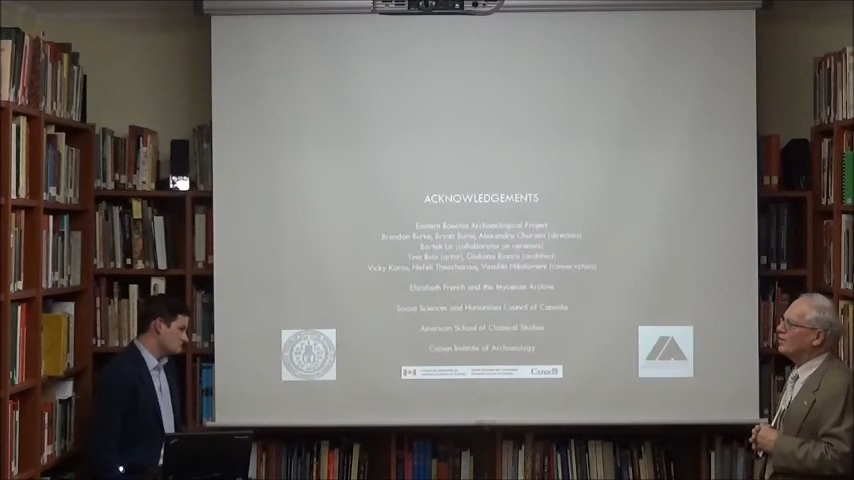 ACKNOWLEDGEMENTS
Eastern Boeotia Archaeological Project
Brendan Burke, Bryan Burns, Alexandra Charami (directors)
Bartek Lis (collaborator on ceramics)
Tina Ross (artist), Giuliana Bianco (architect)
Vicky Karas, Nefeli Theocharous, Vassiliki Nikolovieni (conservators)
Elizabeth French and the Mycenae Archive
Social Sciences and Humanities Council of Canada
American School of Classical Studies
Cotsen Institute of Archaeology
Canada